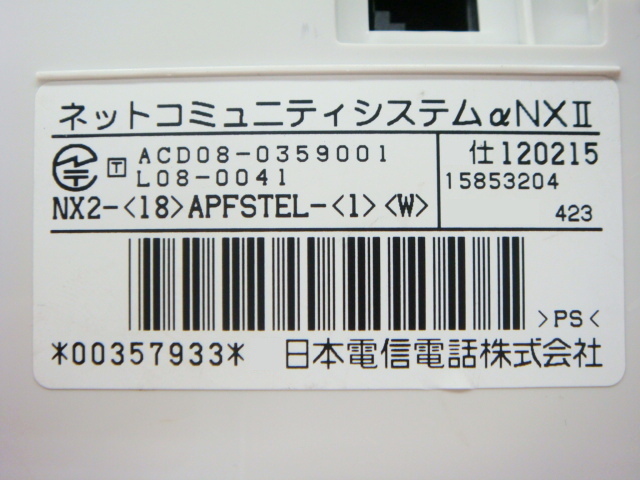 ネットコミュニティシステムαNXⅡ
T ACD08-0359001
L08-0041
NX2-<18>APFSTEL-<1><W>
仕120215
15853204
423
>PS<
*00357933* 日本電信電話株式会社